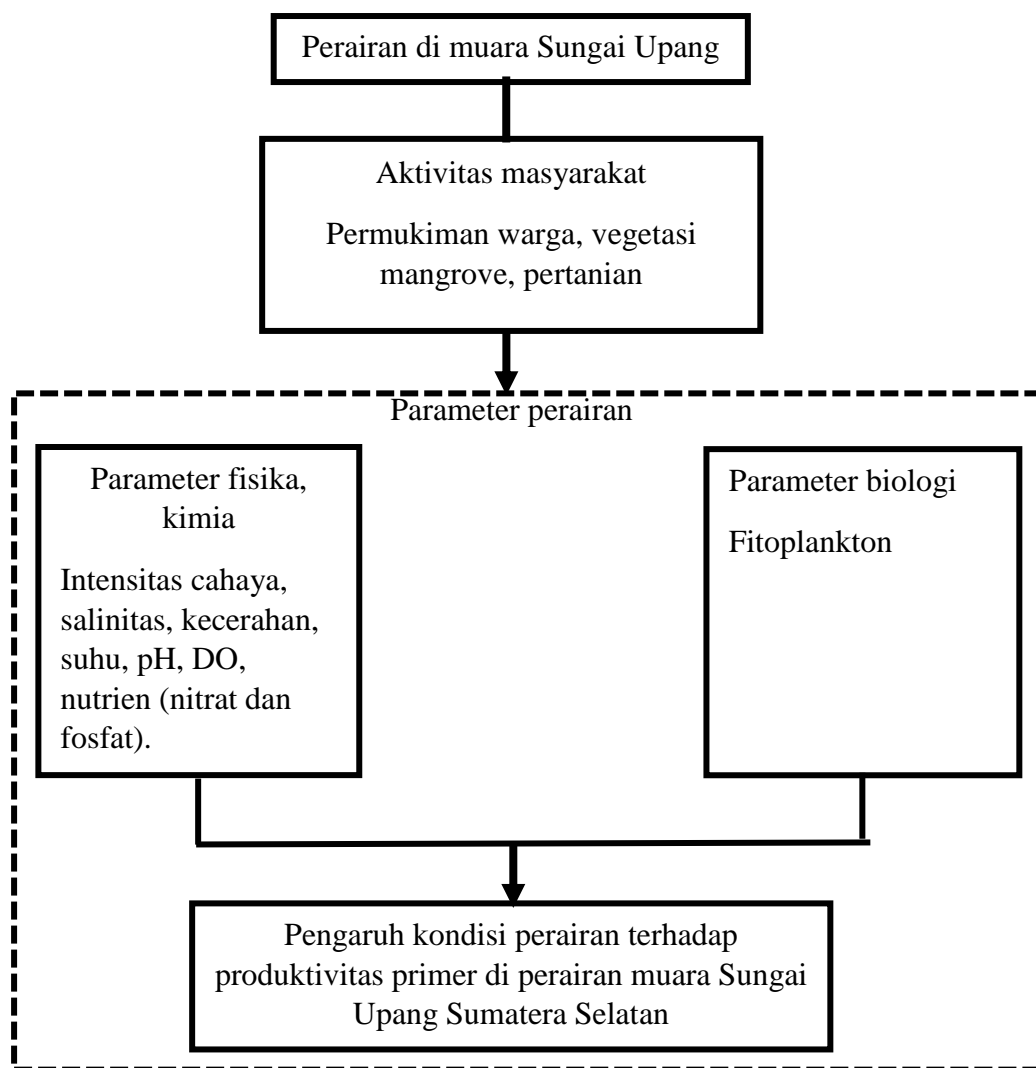 Perairan di muara Sungai Upang
Aktivitas masyarakat
Permukiman warga, vegetasi
mangrove, pertanian
Parameter perairan
Parameter fisika,
kimia
Intensitas cahaya,
salinitas, kecerahan,
suhu, pH, DO,
nutrien (nitrat dan
fosfat).
Parameter biologi
Fitoplankton
Pengaruh kondisi perairan terhadap
produktivitas primer di perairan muara Sungai
Upang Sumatera Selatan